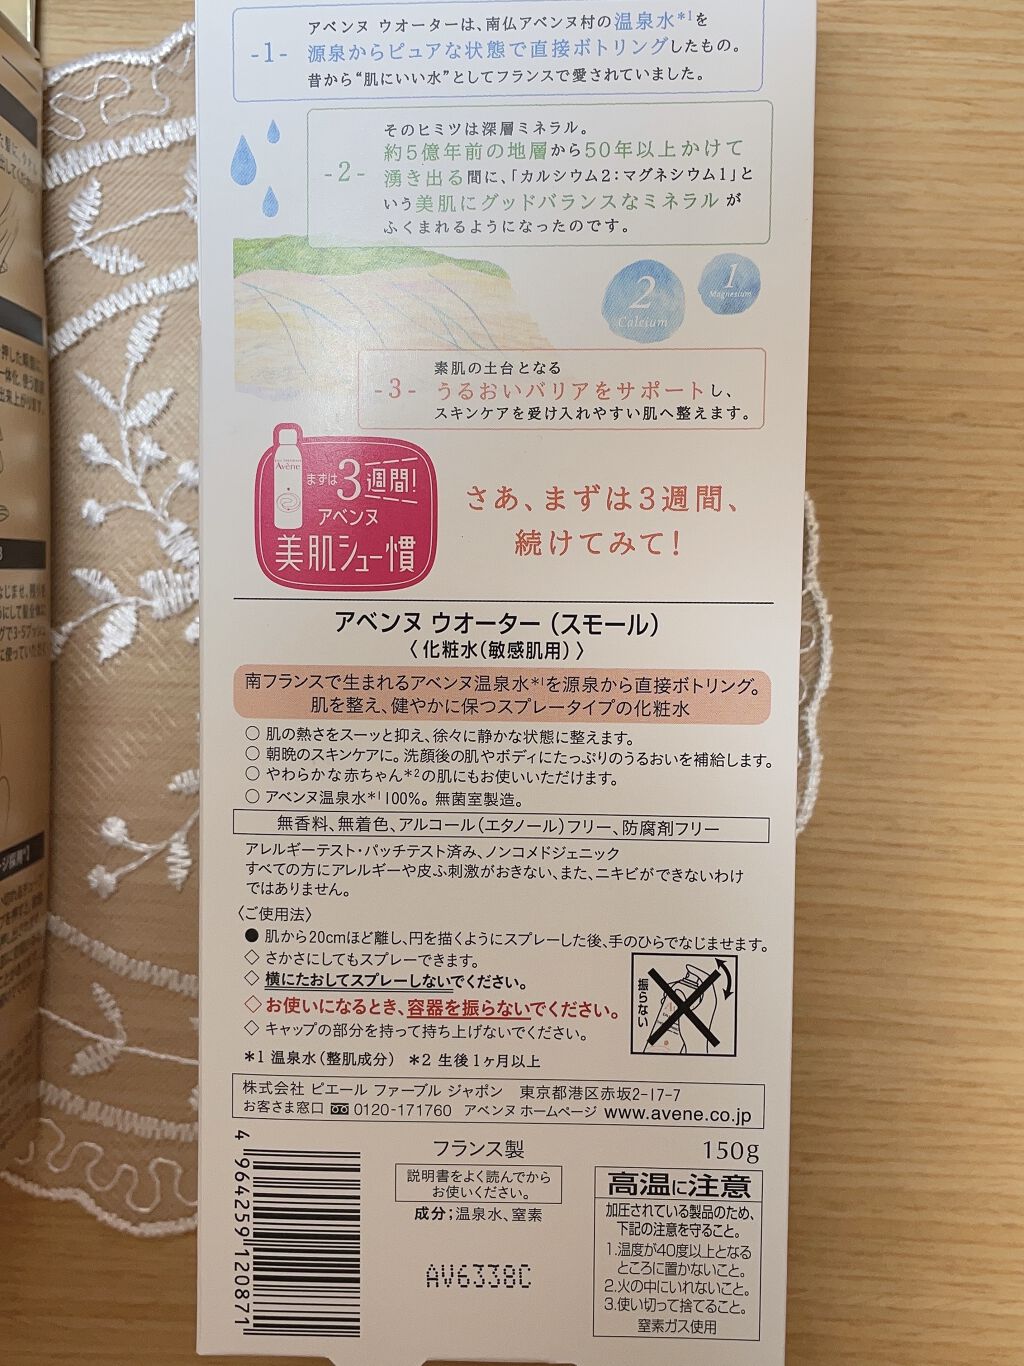 アベンヌ ウオーターは、南仏アベンヌ村の温泉水*1を
-1- 源泉からピュアな状態で直接ボトリングしたもの。
昔から“肌にいい水”としてフランスで愛されていました。
そのヒミツは深層ミネラル。
約5億年前の地層から50年以上かけて
-2- 湧き出る間に、「カルシウム2:マグネシウム1」と
いう美肌にグッドバランスなミネラルが
ふくまれるようになったのです。
2
Calcium
1
Magnesium
素肌の土台となる
-3- うるおいバリアをサポートし、
スキンケアを受け入れやすい肌へ整えます。
Avène
まずは3週間!
アベンヌ
美肌シュー慣
さあ、まずは3週間、
続けてみて!
アベンヌ ウオーター(スモール)
〈化粧水(敏感肌用)〉
南フランスで生まれるアベンヌ温泉水*1を源泉から直接ボトリング。
肌を整え、健やかに保つスプレータイプの化粧水
○ 肌の熱さをスーッと抑え、徐々に静かな状態に整えます。
○ 朝晩のスキンケアに。洗顔後の肌やボディにたっぷりのうるおいを補給します。
○ やわらかな赤ちゃん*2の肌にもお使いいただけます。
○ アベンヌ温泉水*1 100%。無菌室製造。
無香料、無着色、アルコール(エタノール)フリー、防腐剤フリー
アレルギーテスト・パッチテスト済み、ノンコメドジェニック
すべての方にアレルギーや皮ふ刺激がおきない、また、ニキビができないわけ
ではありません。
〈ご使用法〉
● 肌から20cmほど離し、円を描くようにスプレーした後、手のひらでなじませます。
◇ さかさにしてもスプレーできます。
◇ 横にたおしてスプレーしないでください。
◇ お使いになるとき、容器を振らないでください。
◇ キャップの部分を持って持ち上げないでください。
振らない
*1 温泉水(整肌成分) *2 生後1ヶ月以上
株式会社 ピエール ファーブル ジャポン 東京都港区赤坂2-17-7
お客さま窓口 0120-171760 アベンヌ ホームページ www.avene.co.jp
フランス製
150g
説明書をよく読んでから
お使いください。
成分;温泉水、窒素
AV6338C
4 964259 120871
高温に注意
加圧されている製品のため、
下記の注意を守ること。
1.温度が40度以上となる
ところに置かないこと。
2.火の中にいれないこと。
3.使い切って捨てること。
窒素ガス使用